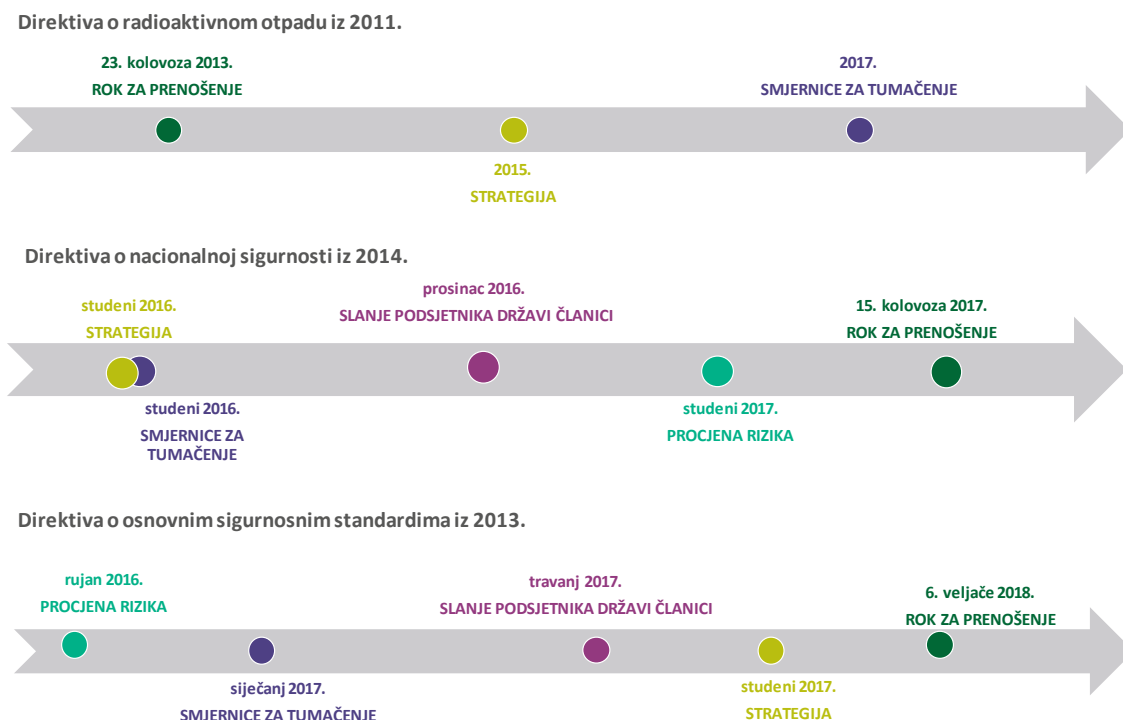 Direktiva o radioaktivnom otpadu iz 2011.
23. kolovoza 2013.
ROK ZA PRENOŠENJE
2017.
SMJERNICE ZA TUMAČENJE
2015.
STRATEGIJA
Direktiva o nacionalnoj sigurnosti iz 2014.
studeni 2016.
STRATEGIJA
prosinac 2016.
SLANJE PODSJETNIKA DRŽAVI ČLANICI
15. kolovoza 2017.
ROK ZA PRENOŠENJE
studeni 2016.
SMJERNICE ZA
TUMAČENJE
studeni 2017.
PROCJENA RIZIKA
Direktiva o osnovnim sigurnosnim standardima iz 2013.
rujan 2016.
PROCJENA RIZIKA
travanj 2017.
SLANJE PODSJETNIKA DRŽAVI ČLANICI
6. veljače 2018.
ROK ZA PRENOŠENJE
siječanj 2017.
SMJERNICE ZA TUMAČENJE
studeni 2017.
STRATEGIJA